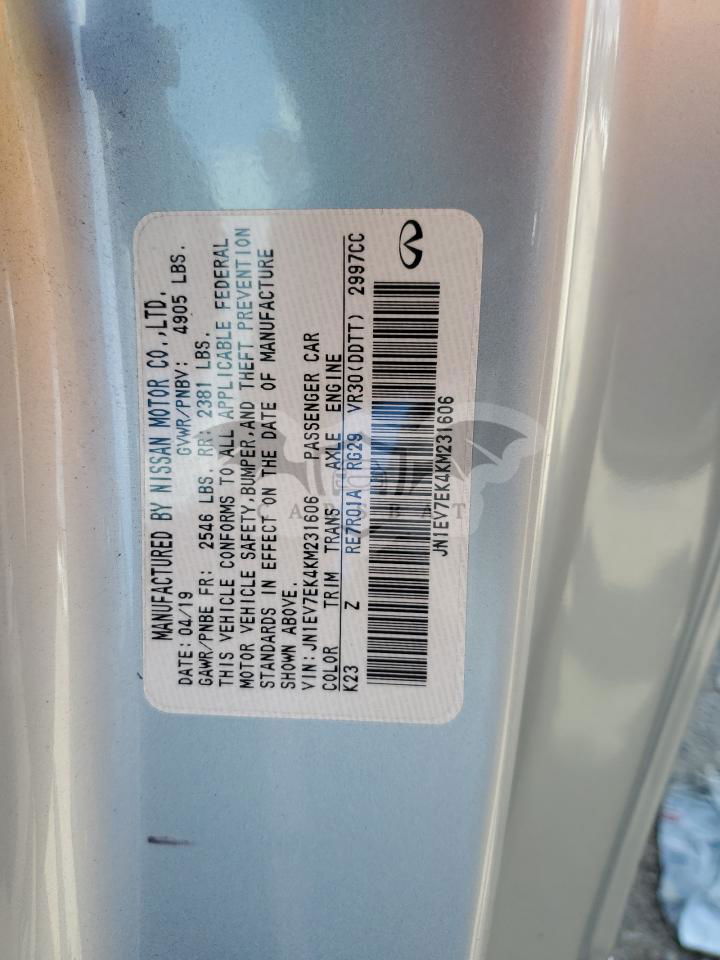 MANUFACTURED BY NISSAN MOTOR CO.,LTD.
DATE: 04/19 GVWR/PNBV: 4905 LBS.
GAWR/PNBE FR: 2546 LBS RR: 2381 LBS.
THIS VEHICLE CONFORMS TO ALL APPLICABLE FEDERAL
MOTOR VEHICLE SAFETY,BUMPER,AND THEFT PREVENTION
STANDARDS IN EFFECT ON THE DATE OF MANUFACTURE
SHOWN ABOVE.
VIN:JN1EV7EK4KM231606 PASSENGER CAR
COLOR TRIM TRANS AXLE ENGINE
K23 Z RE7R01A RG29 VR30(DDTT) 2997CC
JN1EV7EK4KM231606